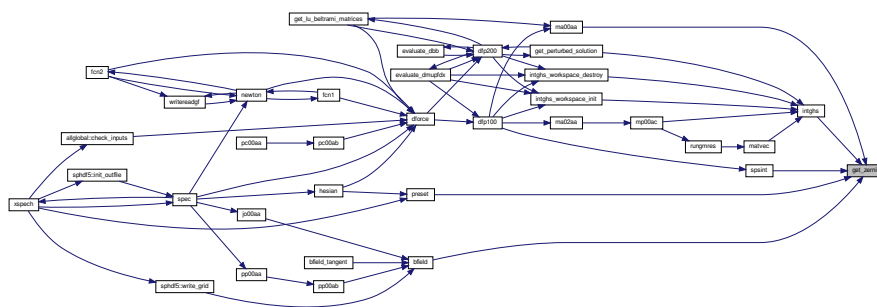 get_lu_beltrami_matrices
ma00aa
evaluate_dbb
dfp200
get_perturbed_solution
fcn2
evaluate_dmupfdx
intghs_workspace_destroy
newton
fcn1
writereadgf
intghs_workspace_init
intghs
dforce
dfp100
ma02aa
mp00ac
allglobal::check_inputs
pc00aa
pc00ab
rungmres
matvec
spsint
get_zerni
sphdf5::init_outfile
hesian
preset
spec
xspech
jo00aa
bfield_tangent
bfield
pp00aa
pp00ab
sphdf5::write_grid